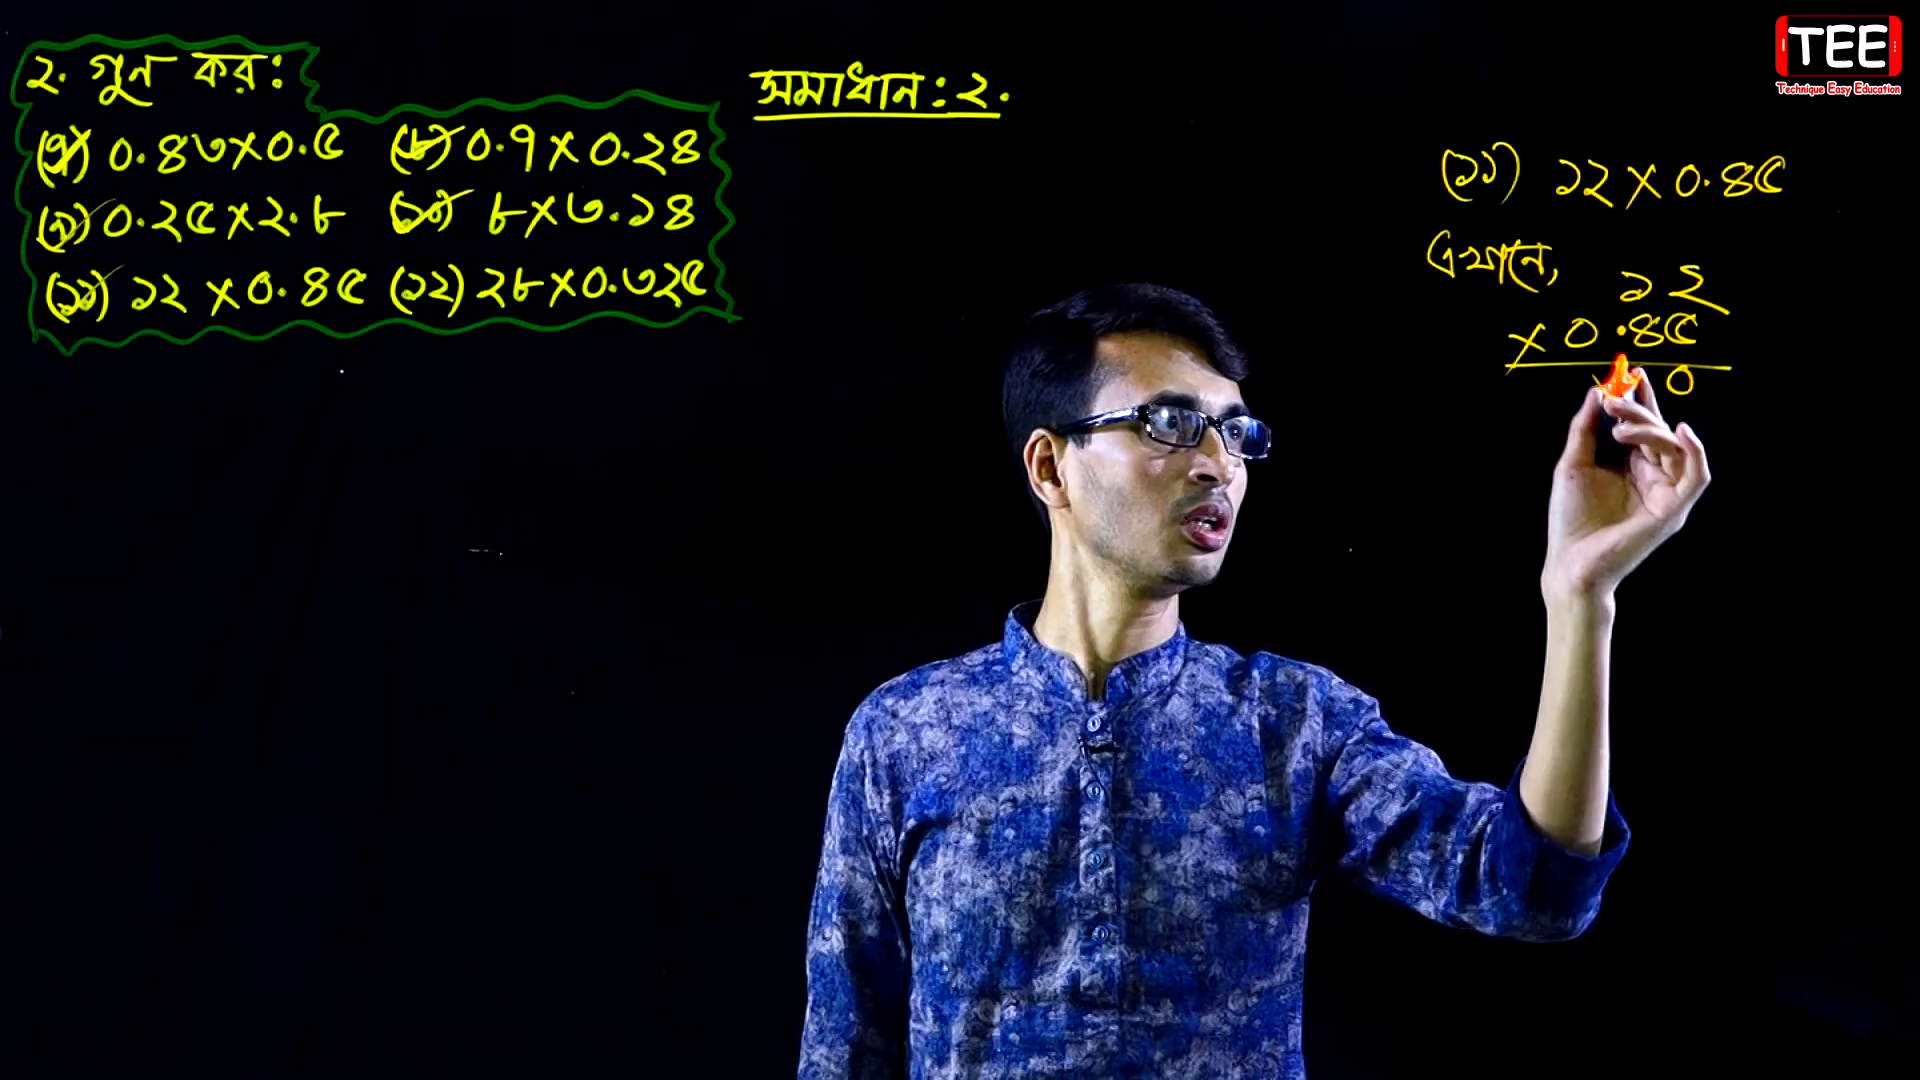 ২. গুন কর:
(৭) ০.৪৩×০.৫ (৮) ০.৭×০.২৪
(৯) ০.২৫×২.৮ (১০) ৮×৩.১৪
(১১) ১২×০.৪৫ (১২) ২৮×০.৩২৫
সমাধান: ২.
TEE
Technique Easy Education
(১১) ১২×০.৪৫
এখানে, ১২
×০.৪৫
০